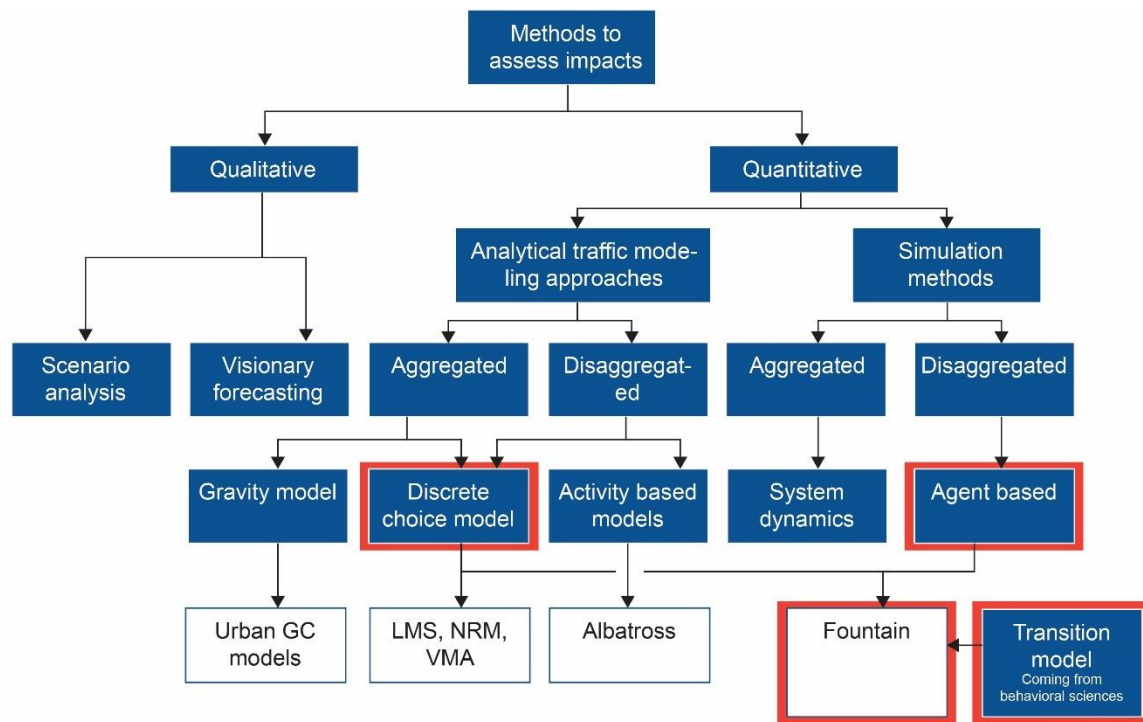 Methods to
assess impacts
Qualitative
Quantitative
Analytical traffic mode-
ling approaches
Simulation
methods
Scenario
analysis
Visionary
forecasting
Aggregated
Disaggregat-
ed
Aggregated
Disaggregated
Gravity model
Discrete
choice model
Activity based
models
System
dynamics
Agent based
Urban GC
models
LMS, NRM,
VMA
Albatross
Fountain
Transition
model
Coming from
behavioral sciences